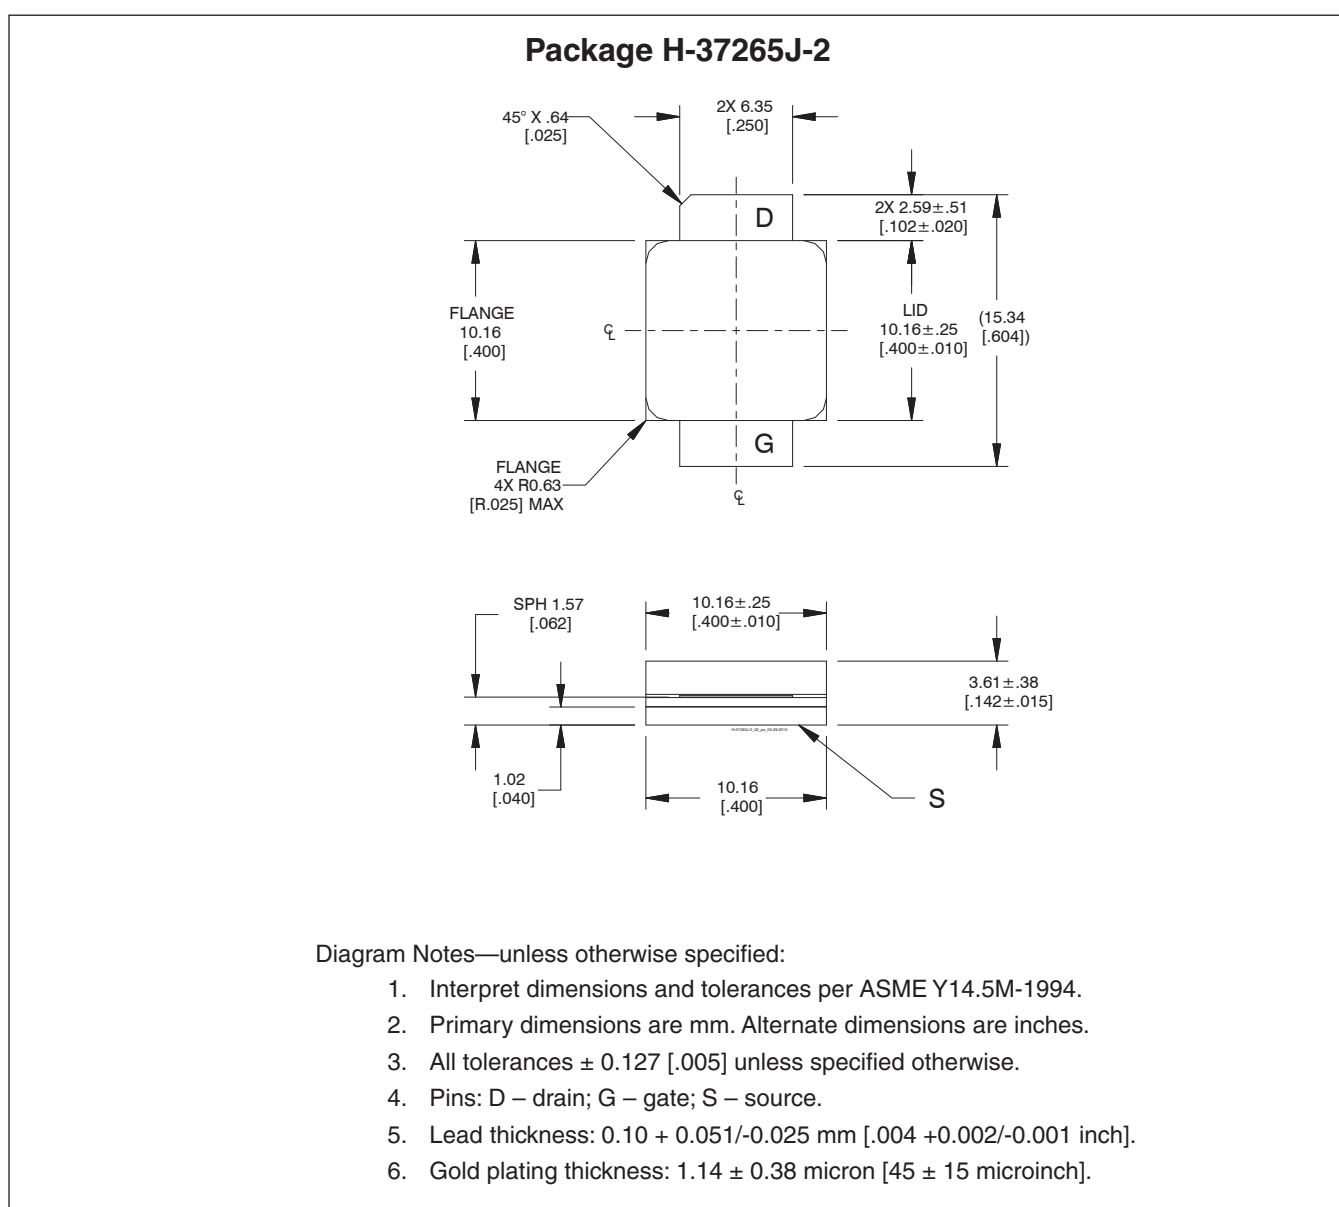 Package H-37265J-2
45° X .64
[.025]
2X 6.35
[.250]
D
2X 2.59±.51
[.102±.020]
FLANGE
10.16
[.400]
LID
10.16±.25
[.400±.010]
(15.34
[.604])
G
FLANGE
4X R0.63
[R.025] MAX
SPH 1.57
[.062]
10.16±.25
[.400±.010]
3.61±.38
[.142±.015]
1.02
[.040]
10.16
[.400]
S
Diagram Notes—unless otherwise specified:
1. Interpret dimensions and tolerances per ASME Y14.5M-1994.
2. Primary dimensions are mm. Alternate dimensions are inches.
3. All tolerances ± 0.127 [.005] unless specified otherwise.
4. Pins: D – drain; G – gate; S – source.
5. Lead thickness: 0.10 + 0.051/-0.025 mm [.004 +0.002/-0.001 inch].
6. Gold plating thickness: 1.14 ± 0.38 micron [45 ± 15 microinch].